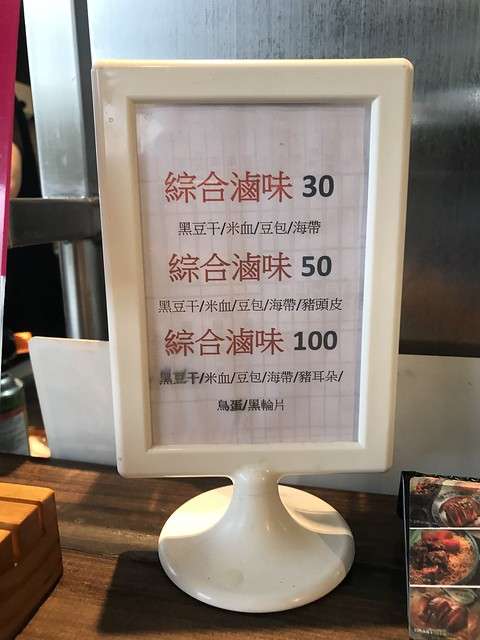 綜合滷味 30
黑豆干/米血/豆包/海帶
綜合滷味 50
黑豆干/米血/豆包/海帶/豬頭皮
綜合滷味 100
黑豆干/米血/豆包/海帶/豬耳朵/
鳥蛋/黑輪片